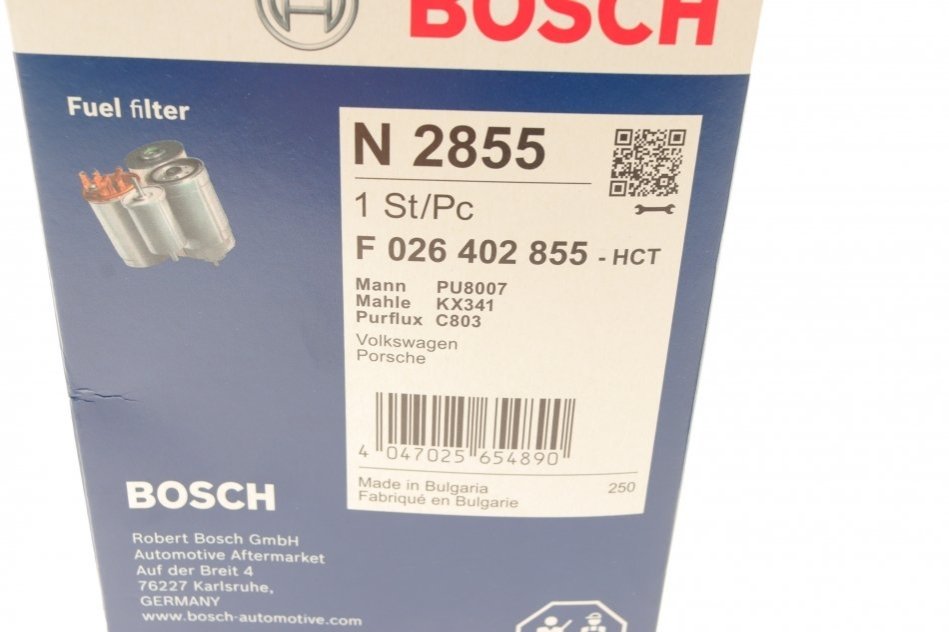 BOSCH
Fuel filter
N 2855
1 St/Pc
F 026 402 855 - HCT
Mann PU8007
Mahle KX341
Purflux C803
Volkswagen
Porsche
4 047025 654890
Made in Bulgaria
Fabriqué en Bulgarie
250
BOSCH
Robert Bosch GmbH
Automotive Aftermarket
Auf der Breit 4
76227 Karlsruhe,
GERMANY
www.bosch-automotive.com